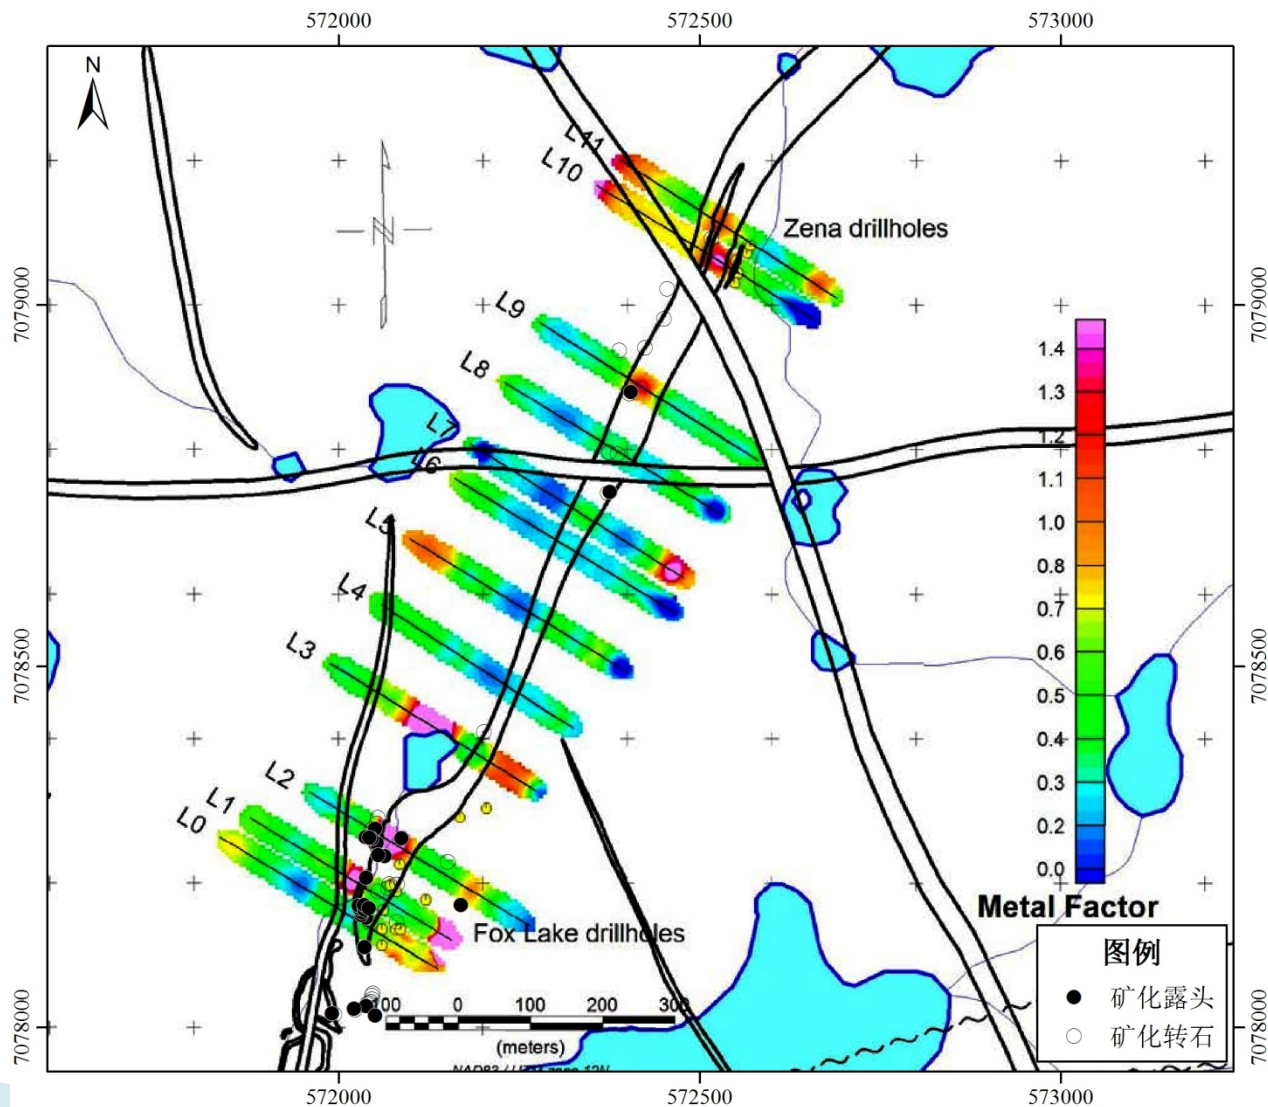 572000 572500 573000
N
L11
L10
Zena drillholes
7079000 7079000
L9
L8
L7
L6
L5
L4
L3
L2
L1
L0
1.4
1.3
1.2
1.1
1.0
0.8
0.7
0.6
0.5
0.4
0.3
0.2
0.0
Metal Factor
7078500 7078500
Fox Lake drillholes
图例
矿化露头
矿化转石
100 0 100 200 300
(meters)
7078000 7078000
572000 572500 573000